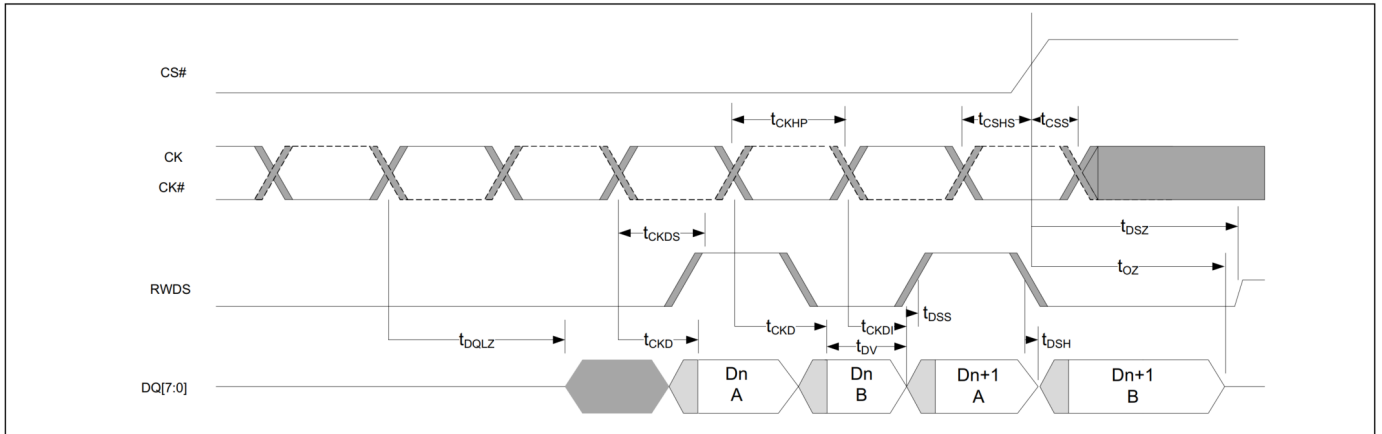 CS#
tCKHP
tCSHS
tCSS
CK
CK#
tCKDS
tDSZ
tOZ
RWDS
tDSS
tCKD
tCKDI
tDQLZ
tCKD
tDV
tDSH
DQ[7:0]
Dn
A
Dn
B
Dn+1
A
Dn+1
B